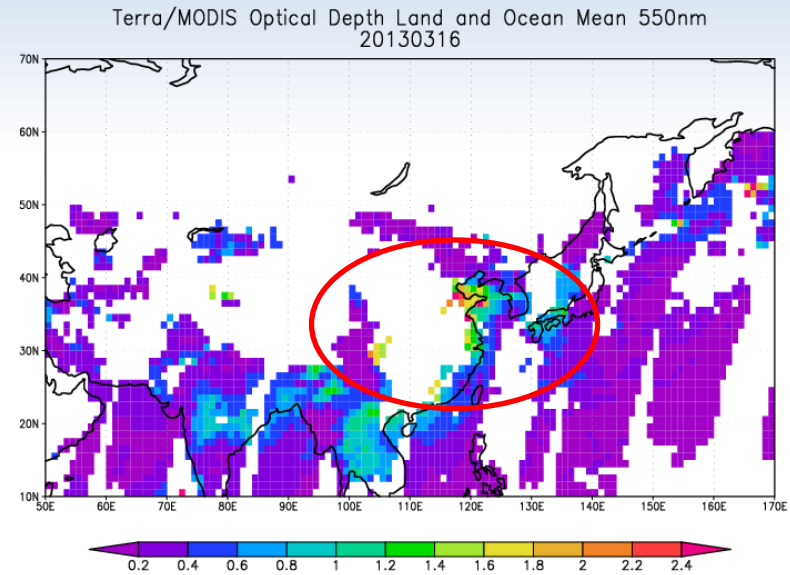 Terra/MODIS Optical Depth Land and Ocean Mean 550nm
20130316
70N
60N
50N
40N
30N
20N
10N
50E 60E 70E 80E 90E 100E 110E 120E 130E 140E 150E 160E 170E
0.2 0.4 0.6 0.8 1 1.2 1.4 1.6 1.8 2 2.2 2.4